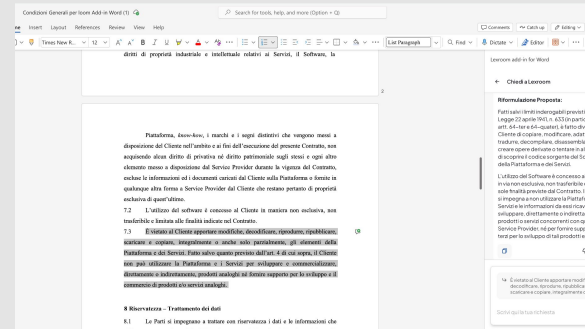 Condizioni Generali per loom Add-in Word (1)
Search for tools, help, and more (Option + Q)
Insert Layout References Review View Help
Comments Catch up Editing
Times New R... 12 A A B I U A List Paragraph Find Dictate Editor
diritti di proprietà industriale e intellettuale relativi ai Servizi, il Software, la
2
Piattaforma, know-how, i marchi e i segni distintivi che vengono messi a
disposizione del Cliente nell'ambito e ai fini dell'esecuzione del presente Contratto, non
acquisendo alcun diritto di privativa né diritto patrimoniale sugli stessi e ogni altro
elemento messo a disposizione dal Service Provider durante la vigenza del Contratto,
escluse le informazioni ed i documenti caricati dal Cliente sulla Piattaforma o fornite in
qualunque altra forma a Service Provider dal Cliente che restano pertanto di proprietà
esclusiva di quest'ultimo.
7.2 L'utilizzo del software è concesso al Cliente in maniera non esclusiva, non
trasferibile e limitata alle finalità indicate nel Contratto.
7.3 È vietato al Cliente apportare modifiche, decodificare, riprodurre, ripubblicare,
scaricare e copiare, integralmente o anche solo parzialmente, gli elementi della
Piattaforma e dei Servizi. Fatto salvo quanto previsto dall'art. 4 di cui sopra, il Cliente
non può utilizzare la Piattaforma e i Servizi per sviluppare e commercializzare,
direttamente o indirettamente, prodotti analoghi né fornire supporto per lo sviluppo e il
commercio di prodotti e/o servizi analoghi.
8 Riservatezza – Trattamento dei dati
8.1 Le Parti si impegnano a trattare con riservatezza i dati e le informazioni che
Lexroom add-in for Word
Chiedi a Lexroom
Riformulazione Proposta:
Fatti salvi i limiti inderogabili previsti
Legge 22 aprile 1941, n. 633 (in partic
artt. 64-ter e 64-quater), è fatto div
Cliente di copiare, modificare, adat
tradurre, decompilare, disassembla
creare opere derivate o tentare in al
di scoprire il codice sorgente del So
della Piattaforma e dei Servizi.
L'utilizzo del Software è concesso al
in via non esclusiva, non trasferibile
sole finalità previste dal Contratto. I
si impegna a non utilizzare la Piattafo
Servizi e le informazioni da essi ricav
sviluppare, direttamente o indiretta
prodotti o servizi concorrenti con q
Service Provider, né per fornire supp
terzi per lo sviluppo di tali prodotti e
È vietato al Cliente apportare modif
decodificare, riprodurre, ripubblicar
scaricare e copiare, integralmente o
Scrivi qui la tua richiesta